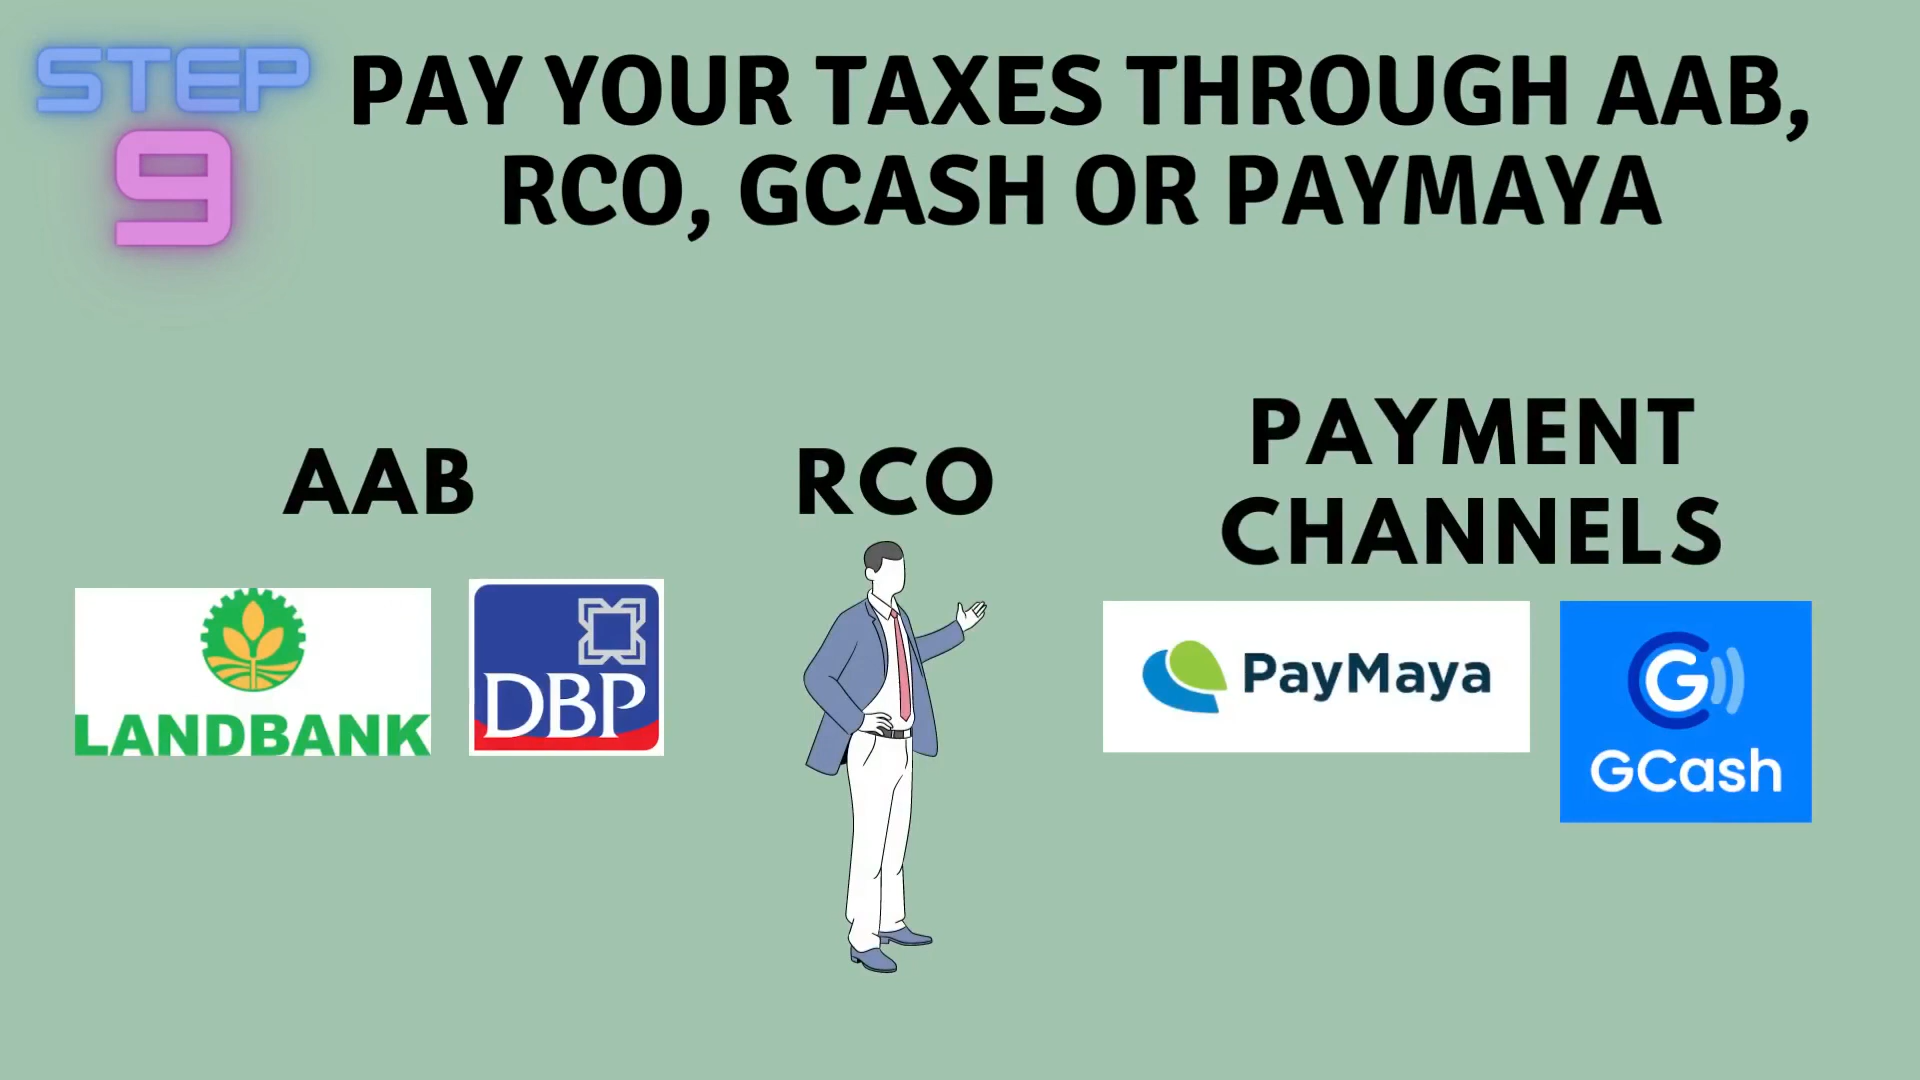 STEP
9
PAY YOUR TAXES THROUGH AAB,
RCO, GCASH OR PAYMAYA
AAB
LANDBANK
DBP
RCO
PAYMENT
CHANNELS
PayMaya
G
GCash